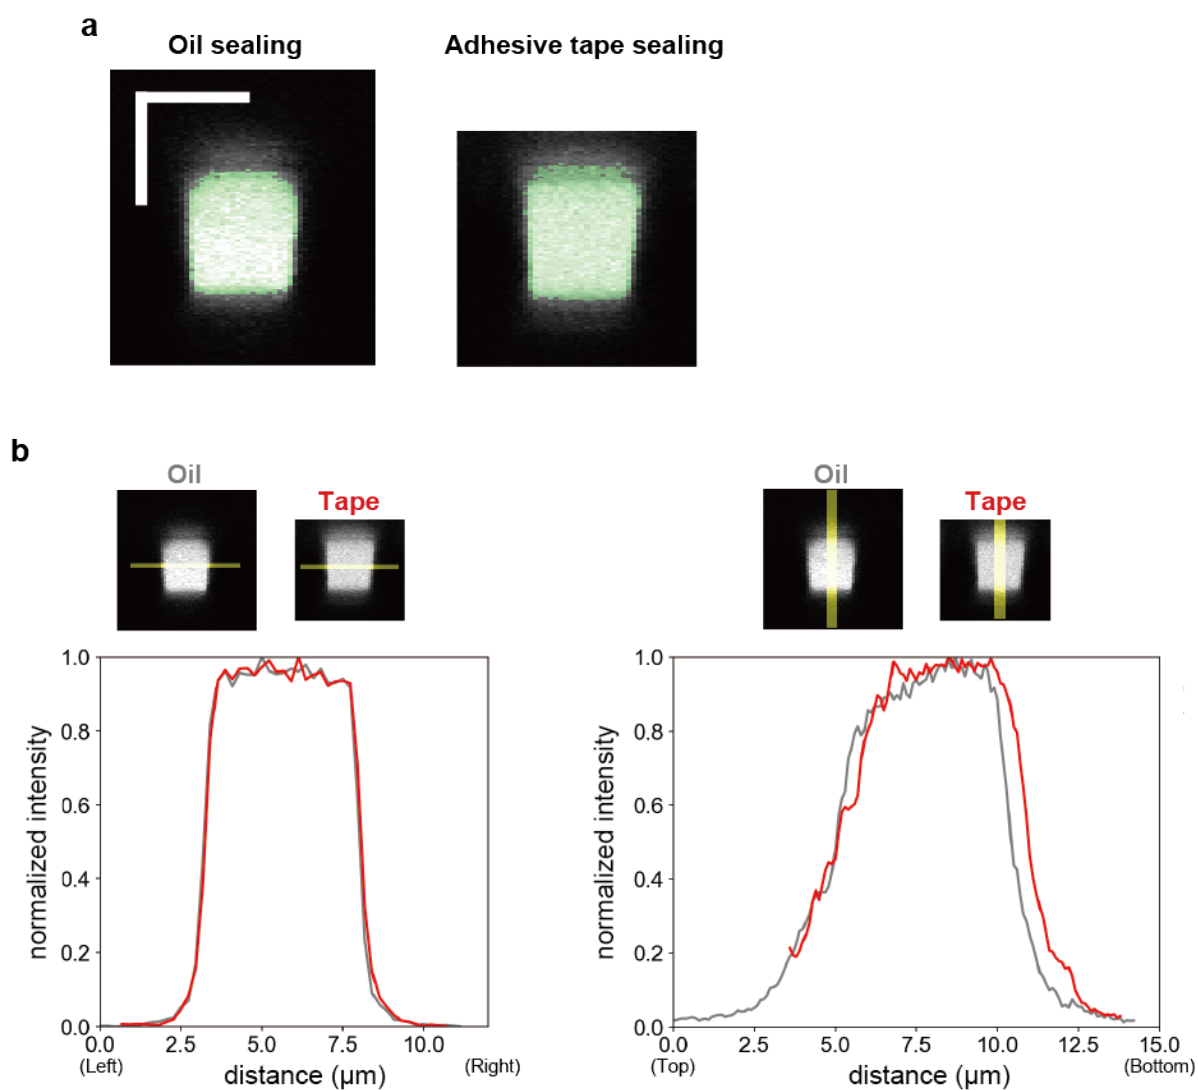 a
Oil sealing
Adhesive tape sealing
b
Oil
Tape
Oil
Tape
1.0
0.8
0.6
0.4
0.2
0.0
normalized intensity
0.0 2.5 5.0 7.5 10.0
(Left) (Right)
distance (μm)
1.0
0.8
0.6
0.4
0.2
0.0
normalized intensity
0.0 2.5 5.0 7.5 10.0 12.5 15.0
(Top) (Bottom)
distance (μm)